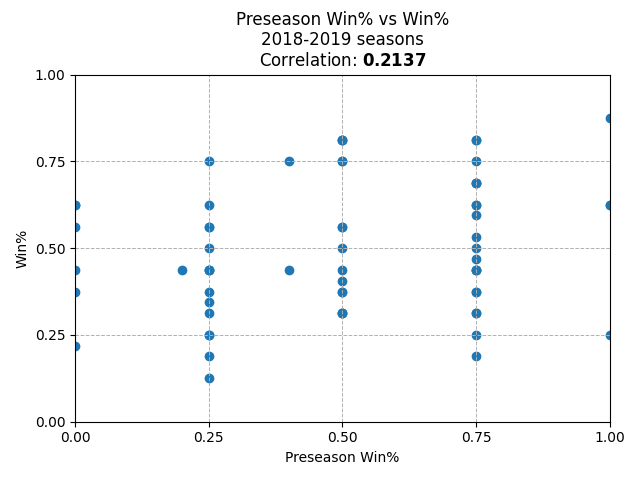 Preseason Win% vs Win%
2018-2019 seasons
Correlation: 0.2137
1.00
0.75
0.50
0.25
0.00
Win%
0.00 0.25 0.50 0.75 1.00
Preseason Win%